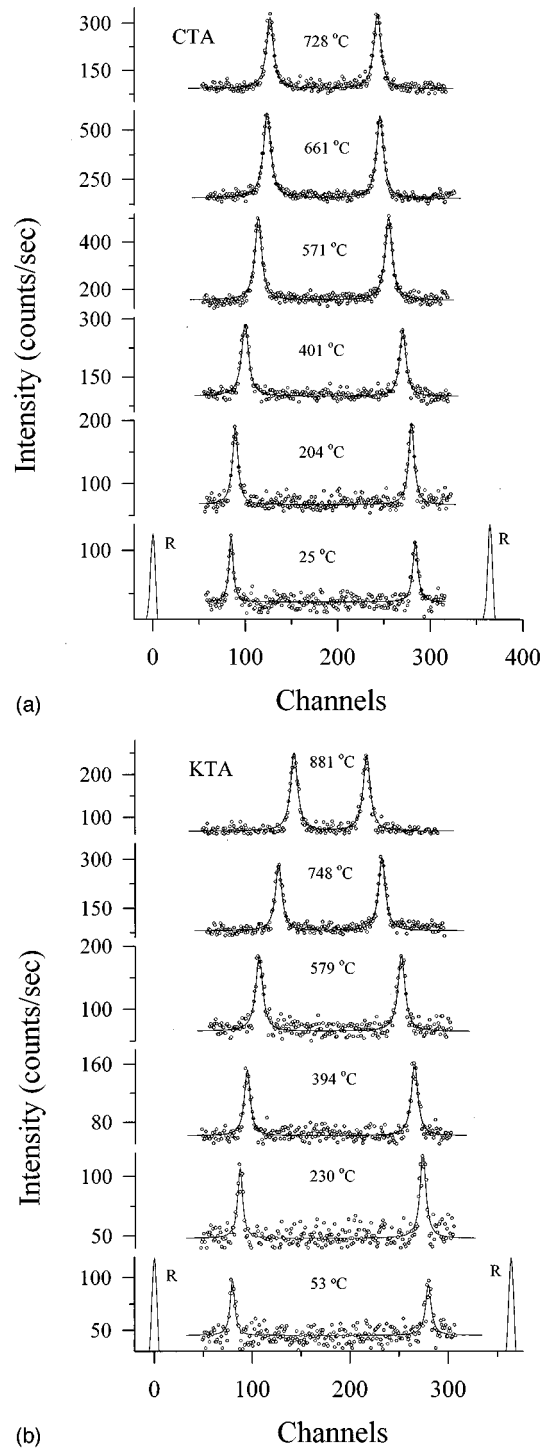 CTA
300
150
728 °C
500
250
661 °C
400
200
571 °C
300
150
401 °C
200
100
204 °C
100
R
25 °C
R
0 100 200 300 400
Intensity (counts/sec)
Channels
(a)
KTA
200
100
881 °C
300
150
748 °C
200
100
579 °C
160
80
394 °C
100
50
230 °C
100
50
R
53 °C
R
0 100 200 300
Intensity (counts/sec)
Channels
(b)